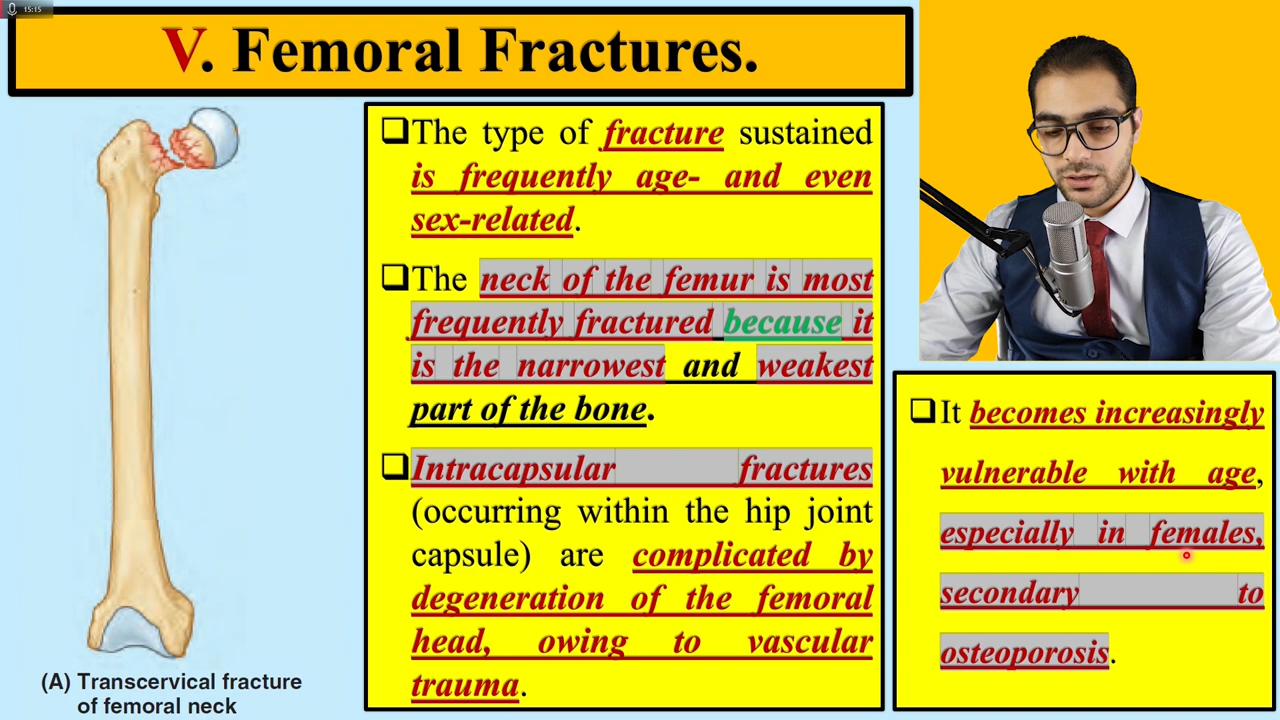 15:15
V. Femoral Fractures.
❑The type of fracture sustained
is frequently age- and even
sex-related.
❑The neck of the femur is most
frequently fractured because it
is the narrowest and weakest
part of the bone.
❑Intracapsular fractures
(occurring within the hip joint
capsule) are complicated by
degeneration of the femoral
head, owing to vascular
trauma.
❑It becomes increasingly
vulnerable with age,
especially in females,
secondary to
osteoporosis.
(A) Transcervical fracture
of femoral neck